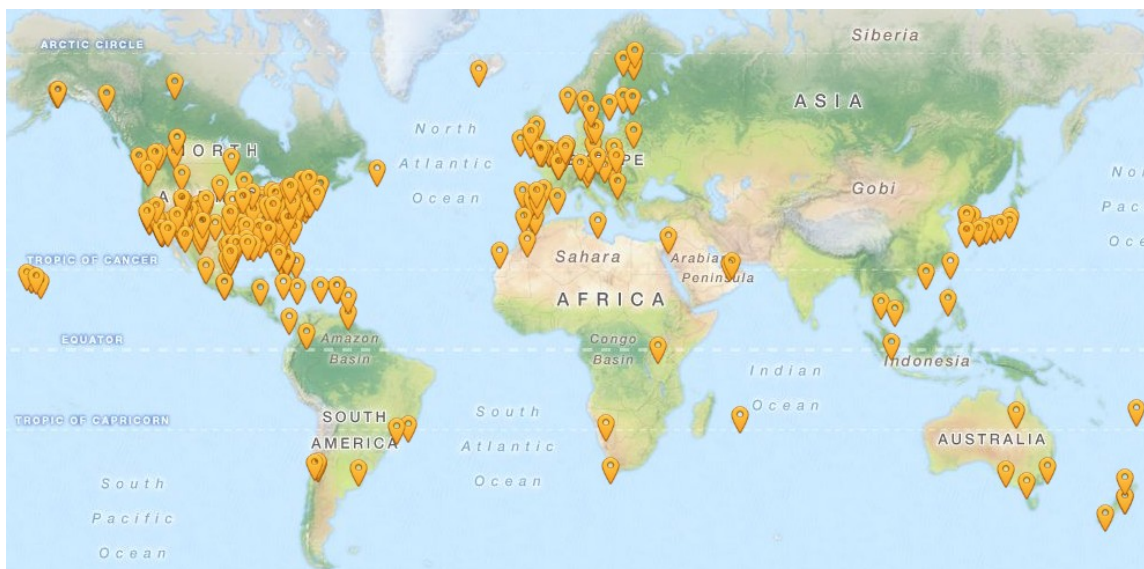 ARCTIC CIRCLE
Siberia
ASIA
North
Atlantic
Ocean
NORTH
Gobi
TROPIC OF CANCER
Sahara
Arabian
Peninsula
AFRICA
EQUATOR
Amazon
Basin
Congo
Basin
Indonesia
Indian
Ocean
TROPIC OF CAPRICORN
SOUTH
AMERICA
South
Atlantic
Ocean
AUSTRALIA
South
Pacific
Ocean